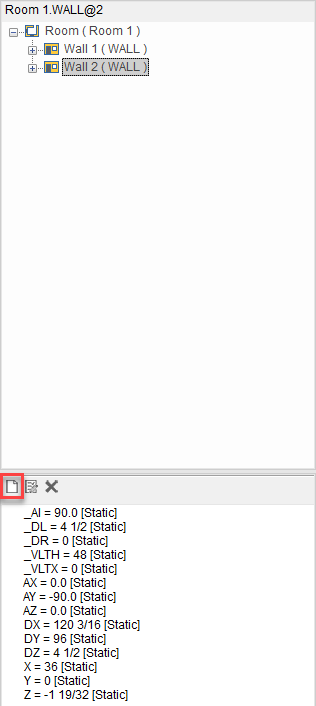 Room 1.WALL@2
Room ( Room 1 )
Wall 1 ( WALL )
Wall 2 ( WALL )
_AI = 90.0 [Static]
_DL = 4 1/2 [Static]
_DR = 0 [Static]
_VLTH = 48 [Static]
_VLTX = 0 [Static]
AX = 0.0 [Static]
AY = -90.0 [Static]
AZ = 0.0 [Static]
DX = 120 3/16 [Static]
DY = 96 [Static]
DZ = 4 1/2 [Static]
X = 36 [Static]
Y = 0 [Static]
Z = -1 19/32 [Static]